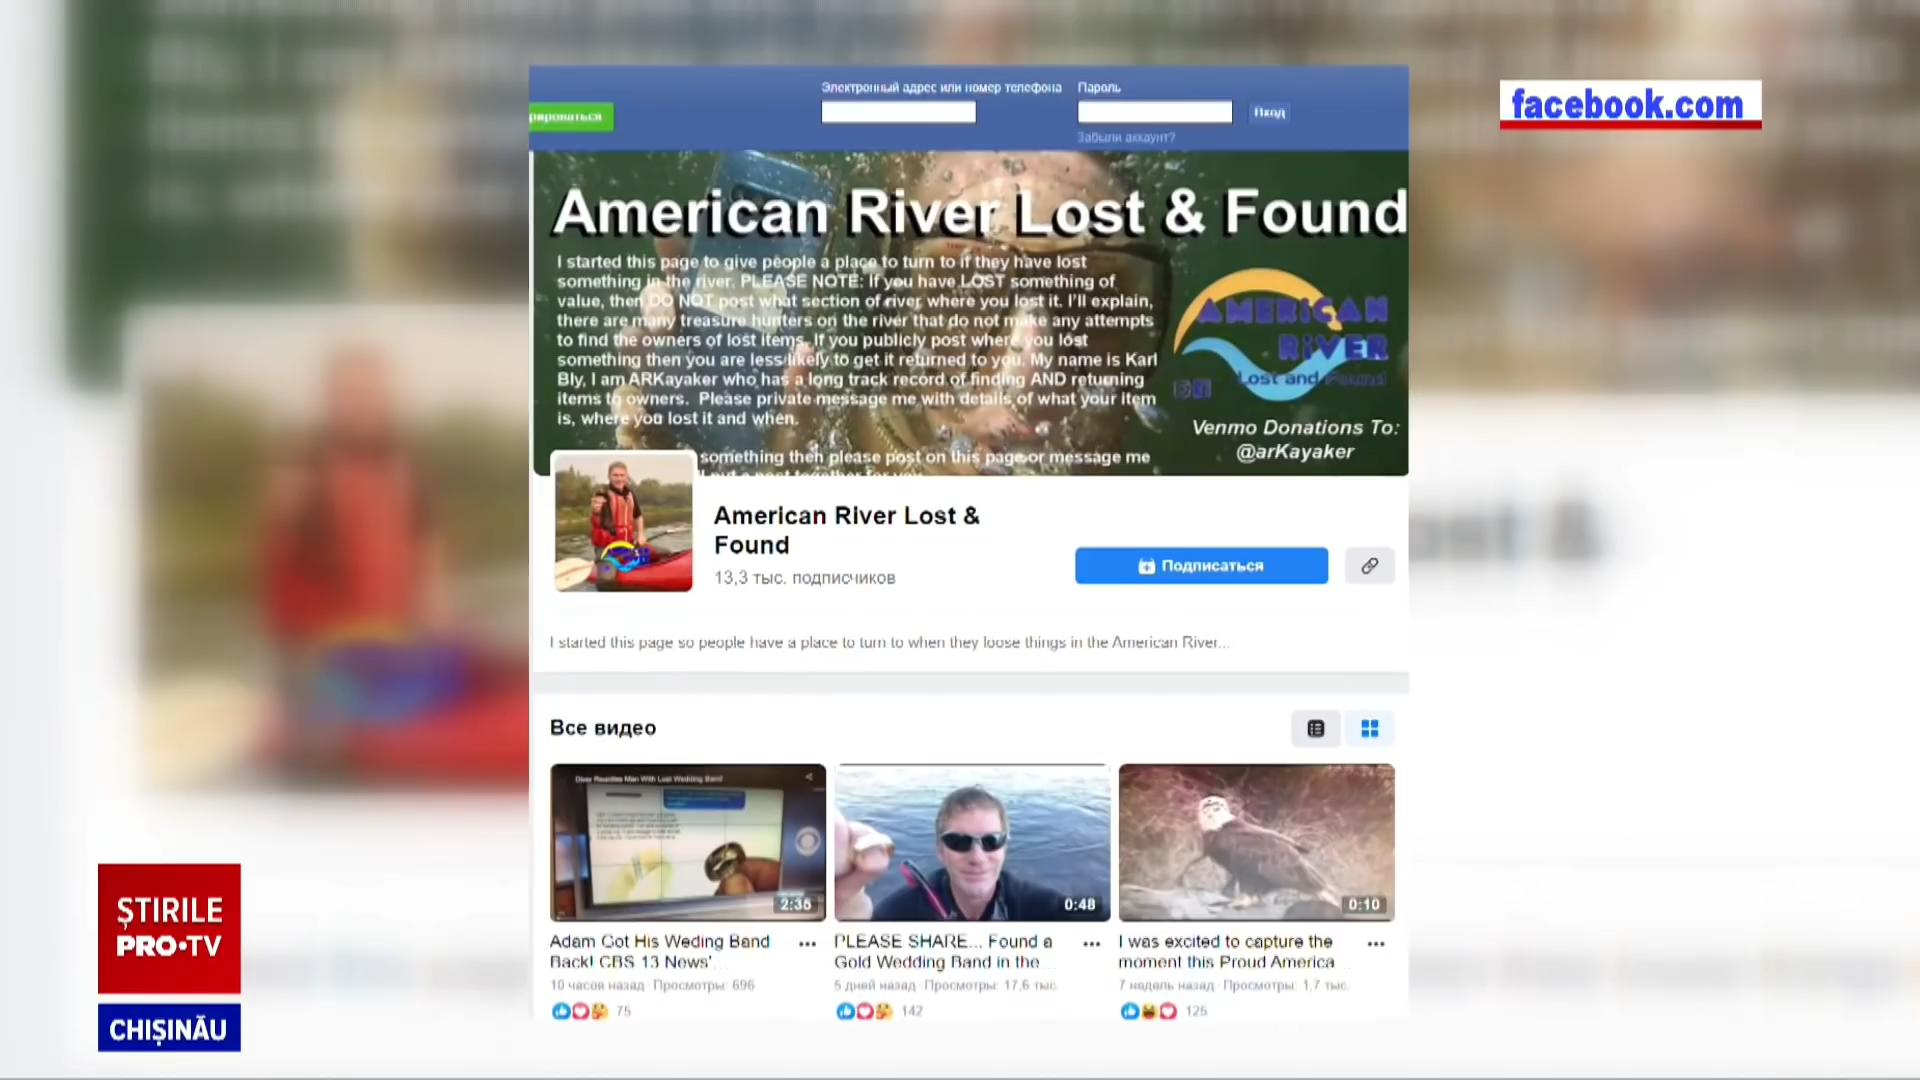 facebook.com
Электронный адрес или номер телефона
Пароль
Вход
Забыли аккаунт?
American River Lost & Found
I started this page to give people a place to turn to if they have lost
something in the river. PLEASE NOTE: If you have LOST something of
value, then DO NOT post what section of river where you lost it. I'll explain,
there are many treasure hunters on the river that do not make any attempts
to find the owners of lost items. If you publicly post where you lost
something then you are less likely to get it returned to you. My name is Karl
Bly, I am ARKayaker who has a long track record of finding AND returning
items to owners. Please private message me with details of what your item
is, where you lost it and when.
something then please post on this page or message me
AMERICAN
RIVER
Lost and Found
Venmo Donations To:
@arKayaker
American River Lost &
Found
13,3 тыс. подписчиков
Подписаться
I started this page so people have a place to turn to when they loose things in the American River...
Все видео
Diver Reunites Man With Lost Wedding Band
2:35
0:48
0:10
Adam Got His Weding Band
Back! CBS 13 News'...
10 часов назад · Просмотры: 696
75
PLEASE SHARE... Found a
Gold Wedding Band in the
5 дней назад · Просмотры: 17,6 тыс.
142
I was excited to capture the
moment this Proud America
7 недель назад · Просмотры: 1,7 тыс.
125
ȘTIRILE
PRO•TV
CHIȘINĂU